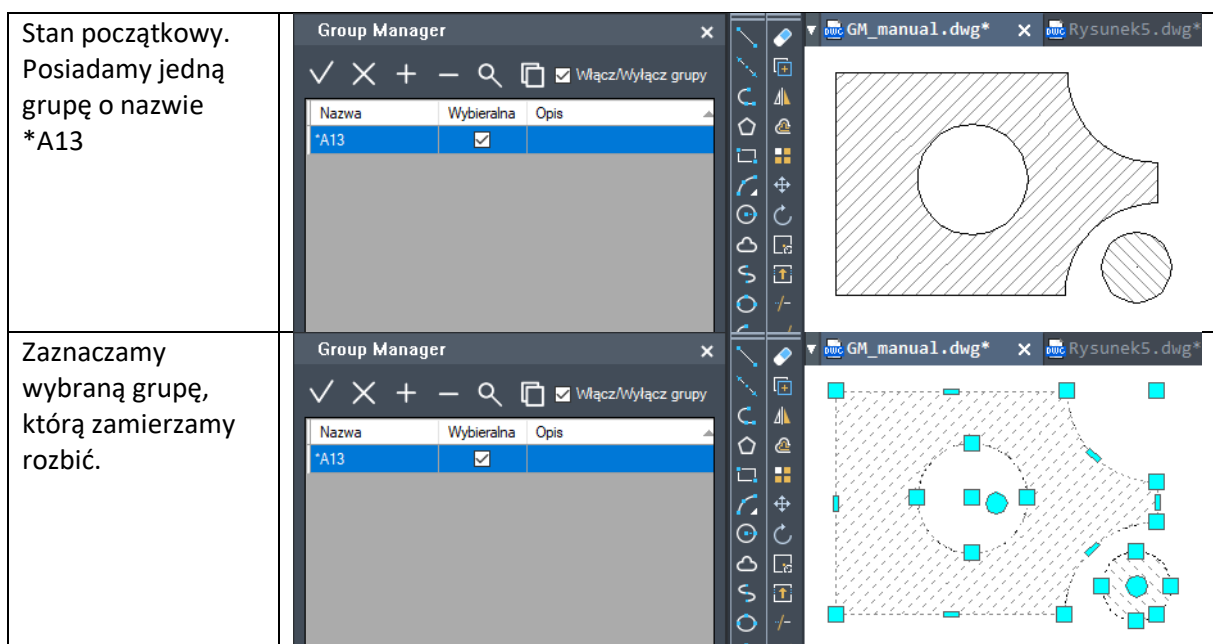 Stan początkowy.
Posiadamy jedną
grupę o nazwie
*A13
Group Manager
Włącz/Wyłącz grupy
Nazwa Wybieralna Opis
*A13
GM_manual.dwg* Rysunek5.dwg*
Zaznaczamy
wybraną grupę,
którą zamierzamy
rozbić.
Group Manager
Włącz/Wyłącz grupy
Nazwa Wybieralna Opis
*A13
GM_manual.dwg* Rysunek5.dwg*